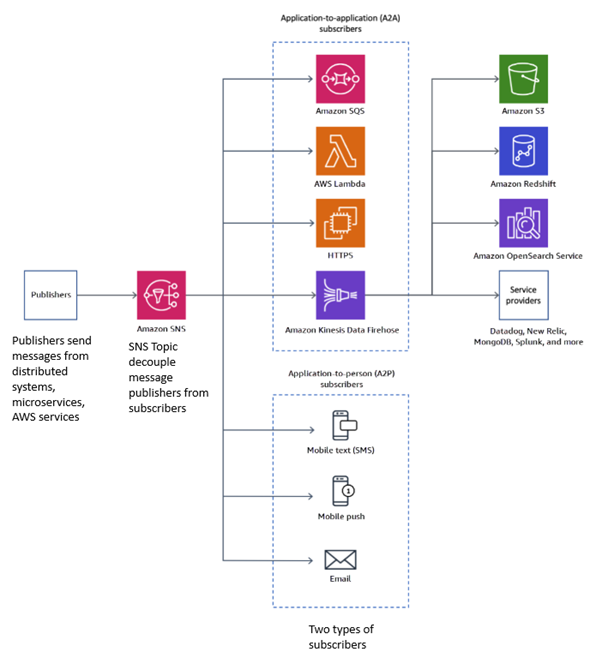 Application-to-application (A2A)
subscribers
Amazon SQS
Amazon S3
AWS Lambda
Amazon Redshift
HTTPS
Amazon OpenSearch Service
Publishers
Amazon SNS
Amazon Kinesis Data Firehose
Service
providers
Datadog, New Relic,
MongoDB, Splunk, and more
Publishers send
messages from
distributed
systems,
microservices,
AWS services
SNS Topic
decouple
message
publishers from
subscribers
Application-to-person (A2P)
subscribers
Mobile text (SMS)
1
Mobile push
Email
Two types of
subscribers